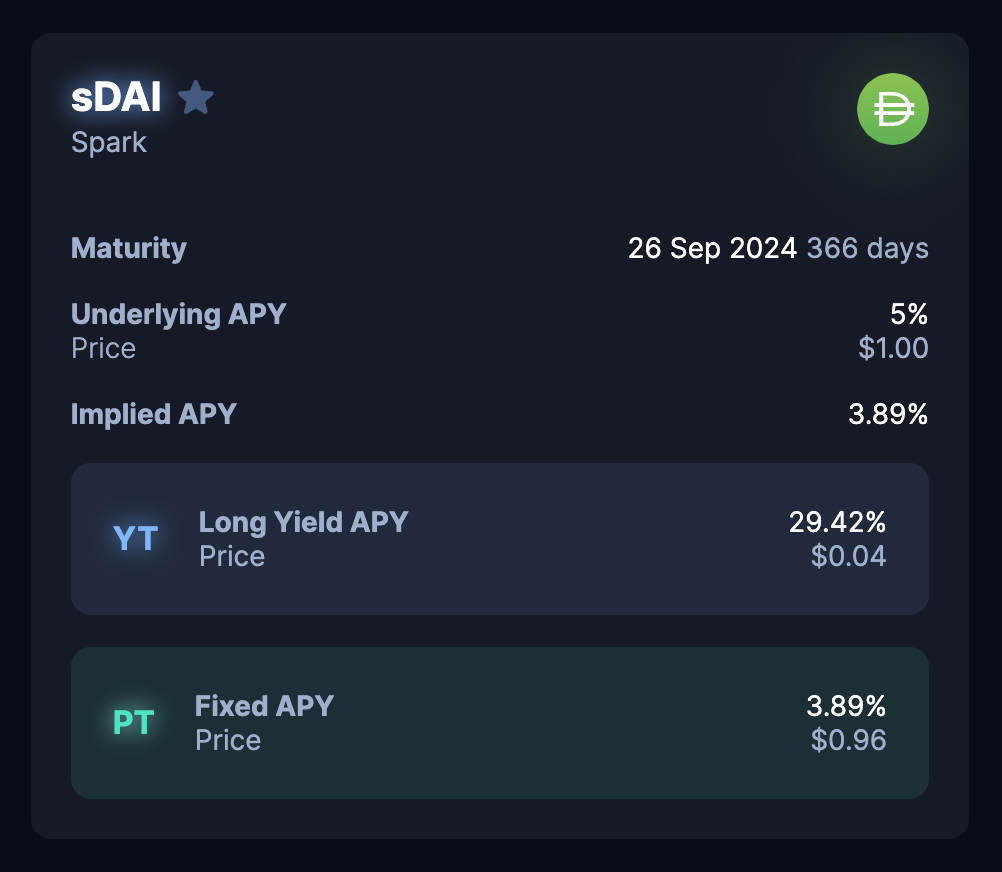 sDAI
Spark
Maturity 26 Sep 2024 366 days
Underlying APY 5%
Price $1.00
Implied APY 3.89%
YT
Long Yield APY 29.42%
Price $0.04
PT
Fixed APY 3.89%
Price $0.96